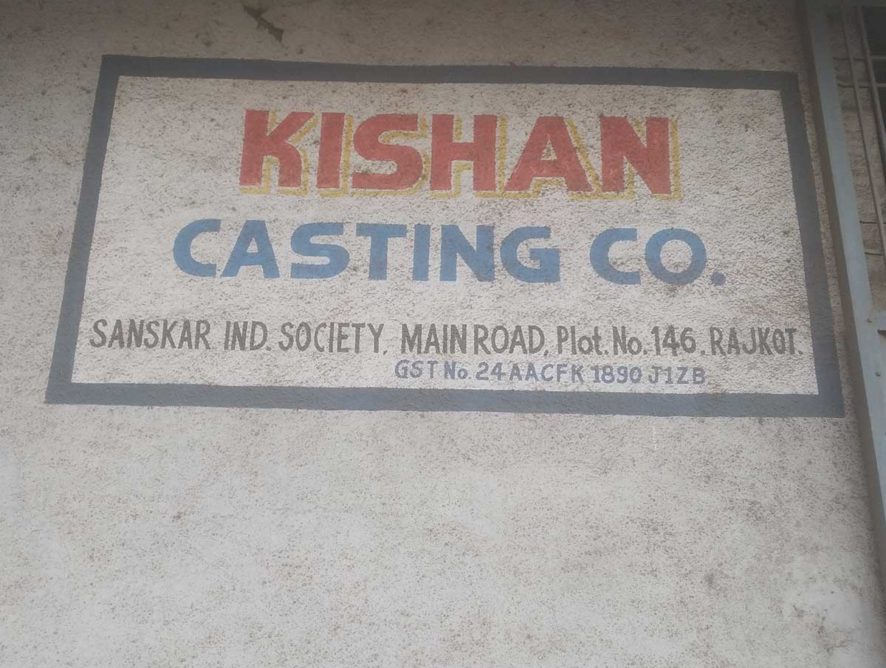 KISHAN
CASTING CO.
SANSKAR IND. SOCIETY, MAIN ROAD, Plot. No. 146, RAJKOT.
GST No. 24 AACFK 1890 J1ZB